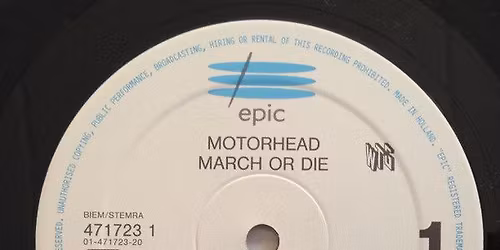 RESERVED. UNAUTHORISED COPYING, PUBLIC PERFORMANCE, BROADCASTING, HIRING OR RENTAL OF THIS RECORDING PROHIBITED. MADE IN HOLLAND. "EPIC" REGISTERED TRADEMARK
epic
MOTORHEAD
MARCH OR DIE
BIEM/STEMRA
471723 1
01-471723-20
1